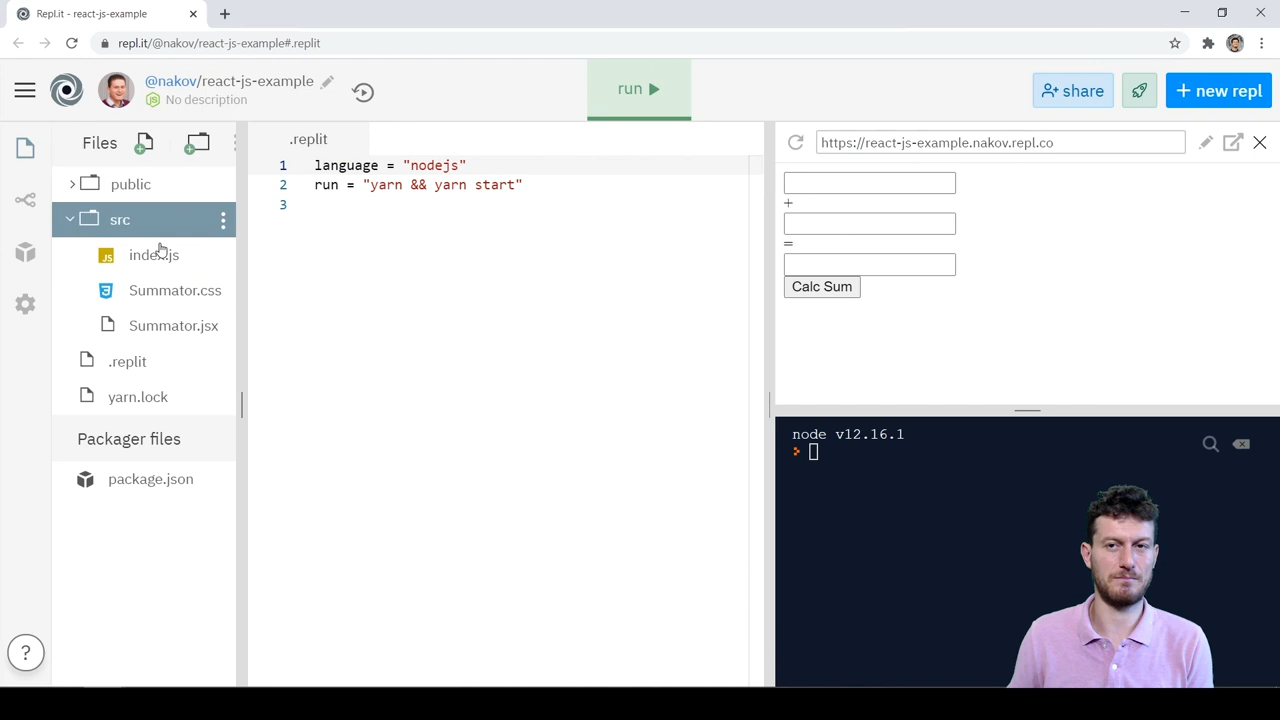 Repl.it - react-js-example
repl.it/@nakov/react-js-example#.replit
@nakov/react-js-example
No description
run
share
+ new repl
Files
public
src
index.js
JS
Summator.css
Summator.jsx
.replit
yarn.lock
Packager files
package.json
?
.replit
1 language = "nodejs"
2 run = "yarn && yarn start"
3
https://react-js-example.nakov.repl.co
+
=
Calc Sum
node v12.16.1